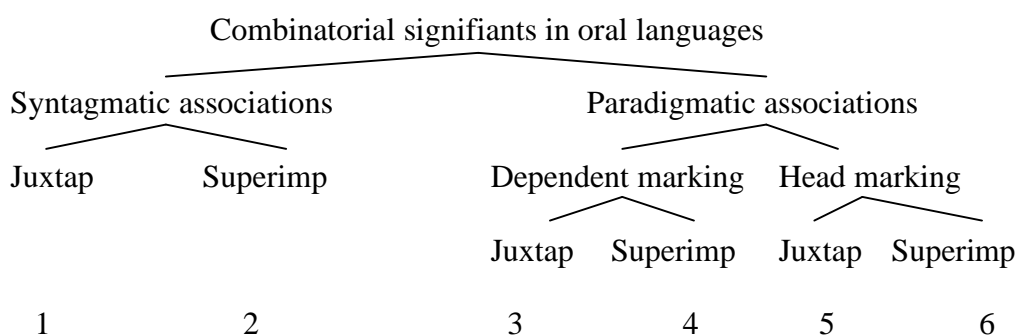 Combinatorial signifiants in oral languages
Syntagmatic associations Paradigmatic associations
Juxtap Superimp Dependent marking Head marking
Juxtap Superimp Juxtap Superimp
1 2 3 4 5 6